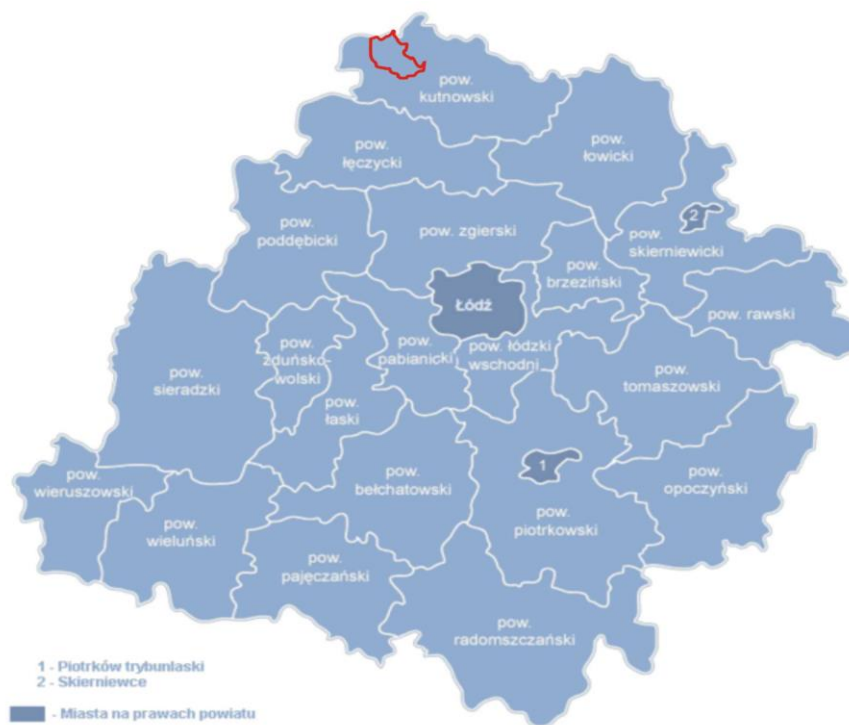 pow.
kutnowski
pow.
łęczycki
pow.
łowicki
2
pow.
poddębicki
pow. zgierski
pow.
skierniewicki
pow.
brzeziński
Łódź
pow. rawski
pow.
zduńsko-
wolski
pow.
pabianicki
pow. łódzki
wschodni
pow.
sieradzki
pow.
tomaszowski
pow.
łaski
pow.
wieruszowski
pow.
bełchatowski
1
pow.
piotrkowski
pow.
opoczyński
pow.
wieluński
pow.
pajęczański
pow.
radomszczański
1 - Piotrków trybunlaski
2 - Skierniewce
- Miasta na prawach powiatu